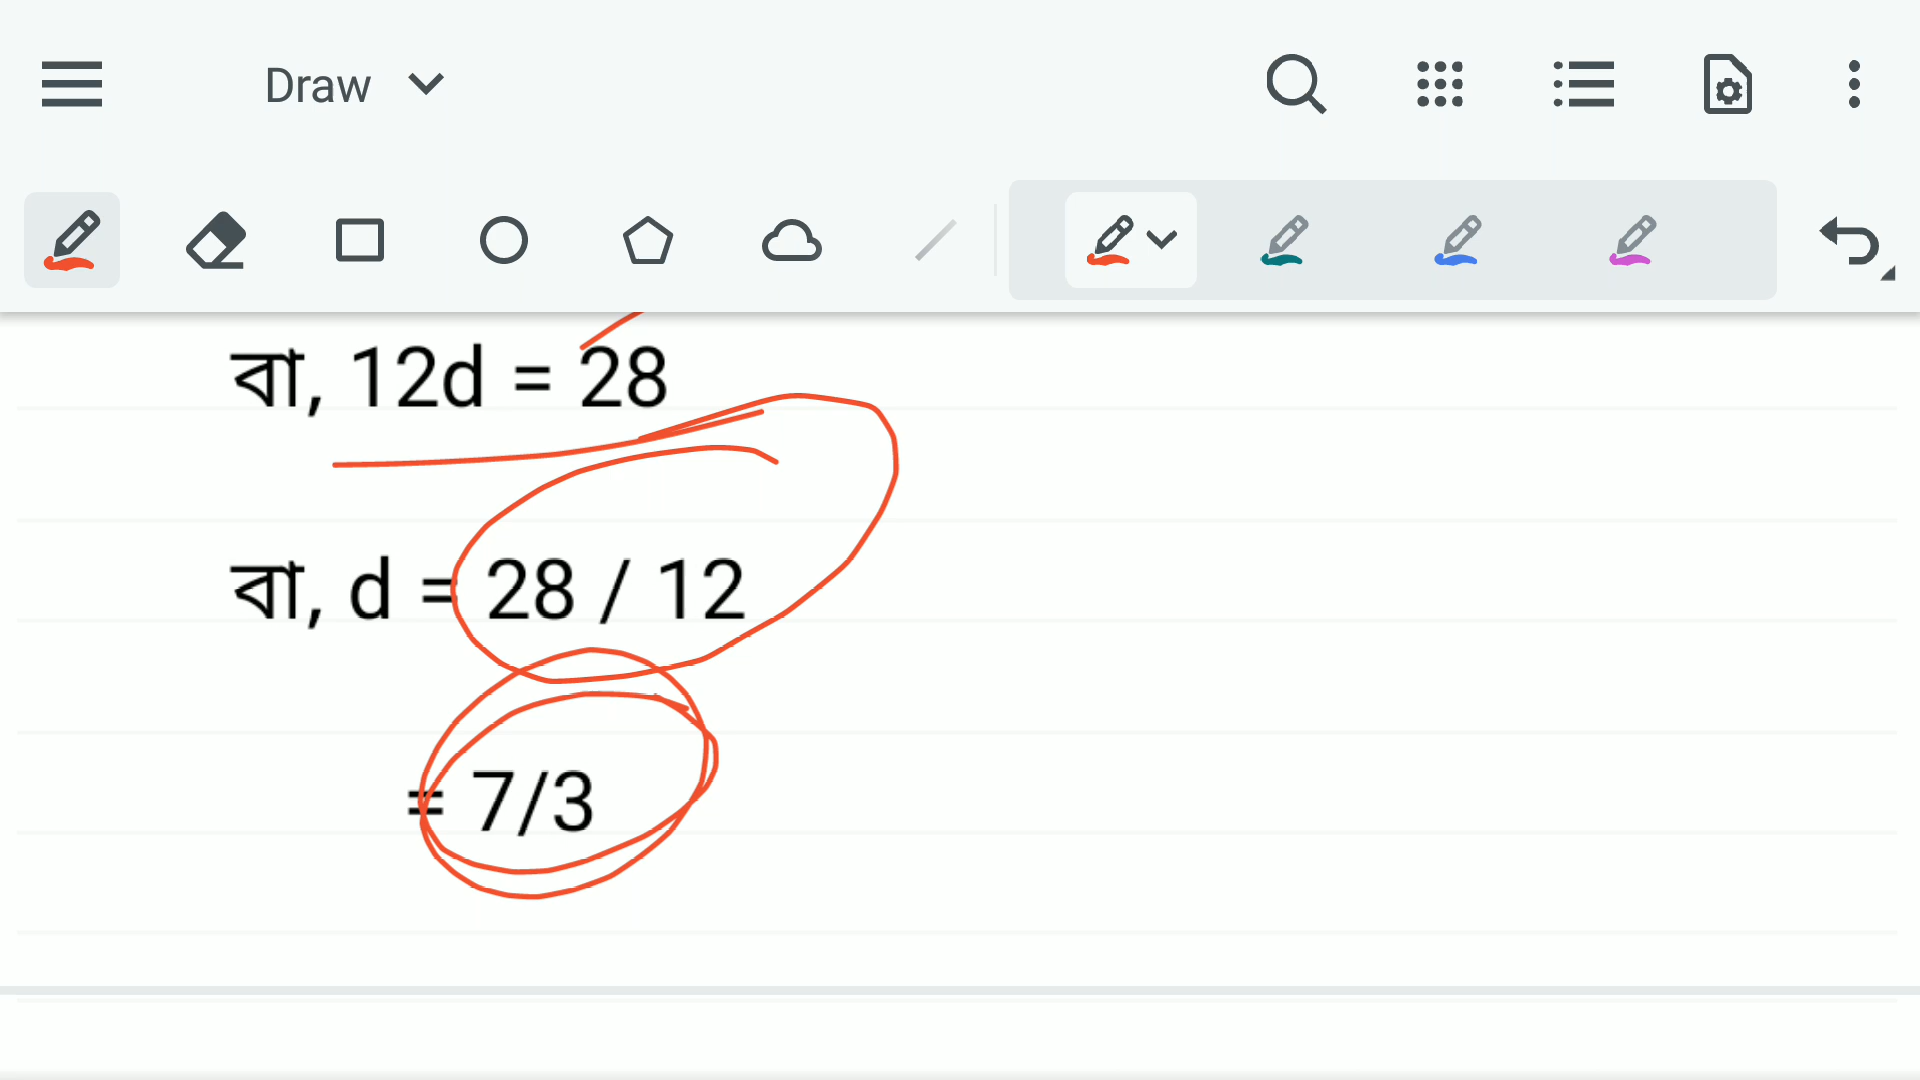 Draw
বা, 12d = 28
বা, d = 28 / 12
= 7/3